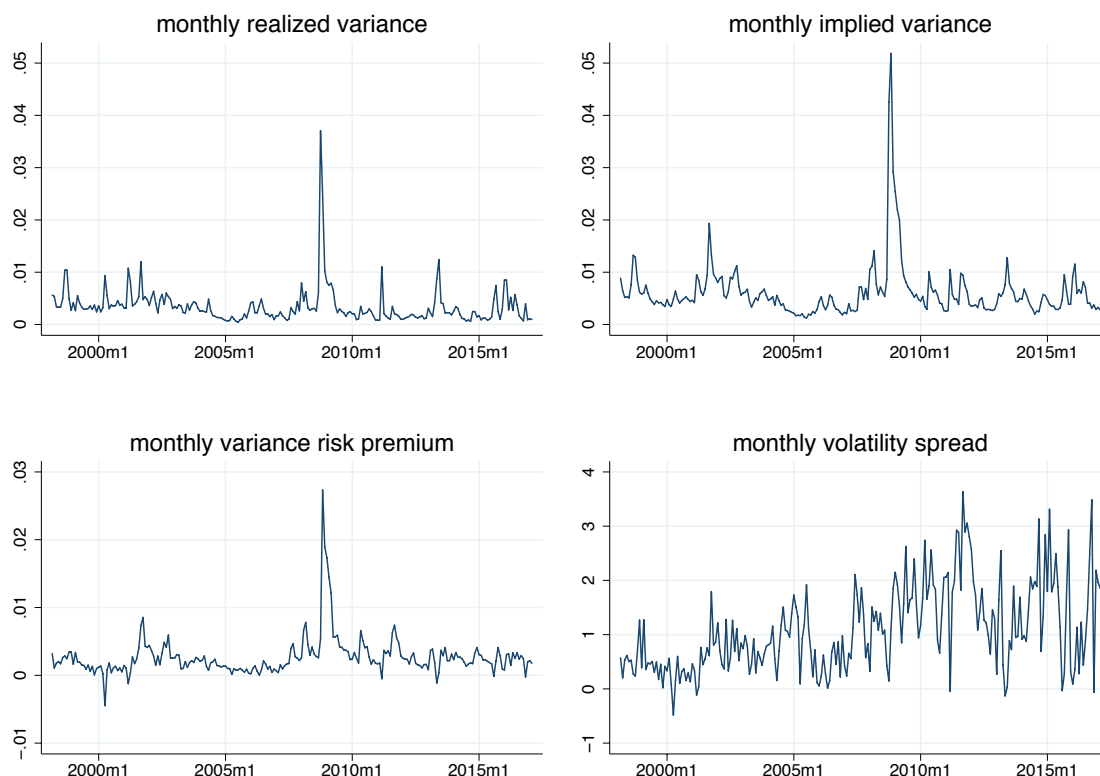 monthly realized variance
.05
.04
.03
.02
.01
0
2000m1 2005m1 2010m1 2015m1
monthly implied variance
.05
.04
.03
.02
.01
0
2000m1 2005m1 2010m1 2015m1
monthly variance risk premium
.03
.02
.01
0
-.01
2000m1 2005m1 2010m1 2015m1
monthly volatility spread
4
3
2
1
0
-1
2000m1 2005m1 2010m1 2015m1